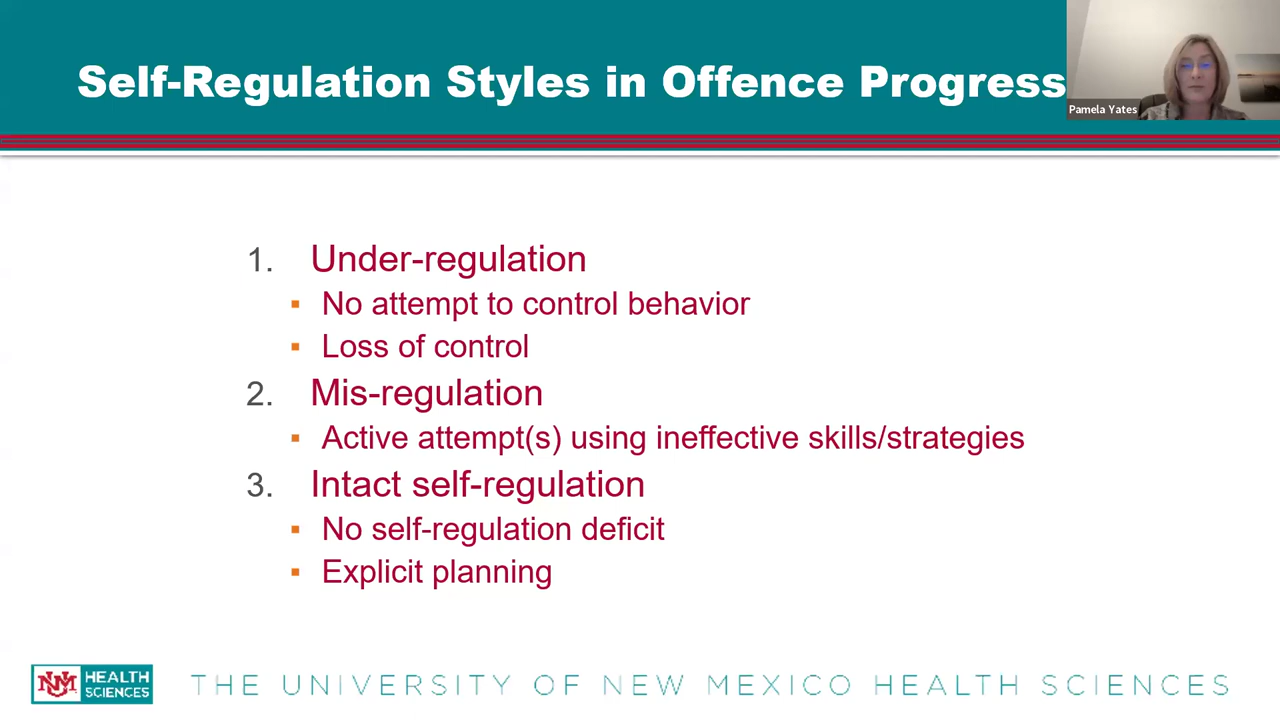 Self-Regulation Styles in Offence Progress
Pamela Yates
1. Under-regulation
▪ No attempt to control behavior
▪ Loss of control
2. Mis-regulation
▪ Active attempt(s) using ineffective skills/strategies
3. Intact self-regulation
▪ No self-regulation deficit
▪ Explicit planning
UNM HEALTH SCIENCES
THE UNIVERSITY OF NEW MEXICO HEALTH SCIENCES